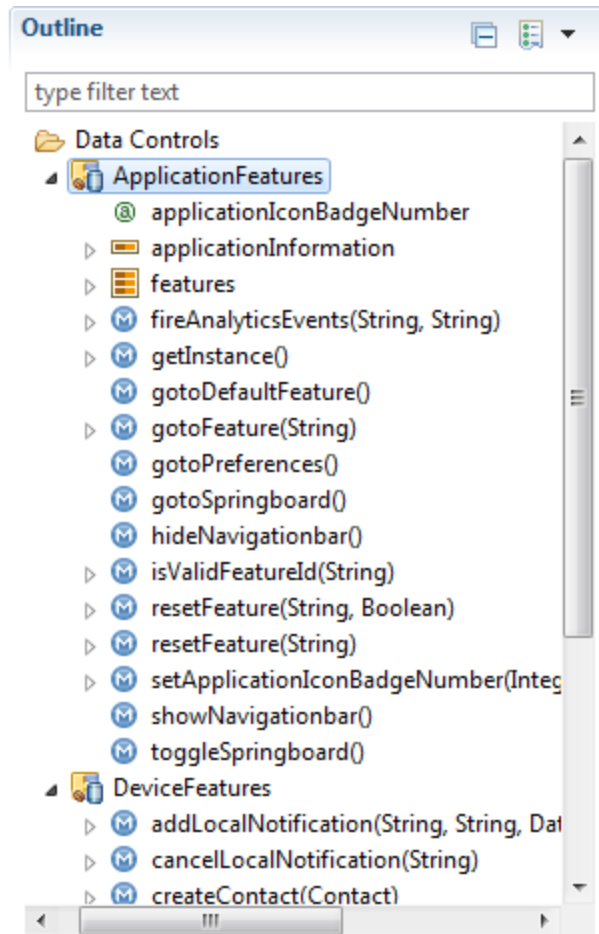 Outline
type filter text
Data Controls
ApplicationFeatures
applicationIconBadgeNumber
applicationInformation
features
fireAnalyticsEvents(String, String)
getInstance()
gotoDefaultFeature()
gotoFeature(String)
gotoPreferences()
gotoSpringboard()
hideNavigationbar()
isValidFeatureId(String)
resetFeature(String, Boolean)
resetFeature(String)
setApplicationIconBadgeNumber(Integ
showNavigationbar()
toggleSpringboard()
DeviceFeatures
addLocalNotification(String, String, Dat
cancelLocalNotification(String)
createContact(Contact)